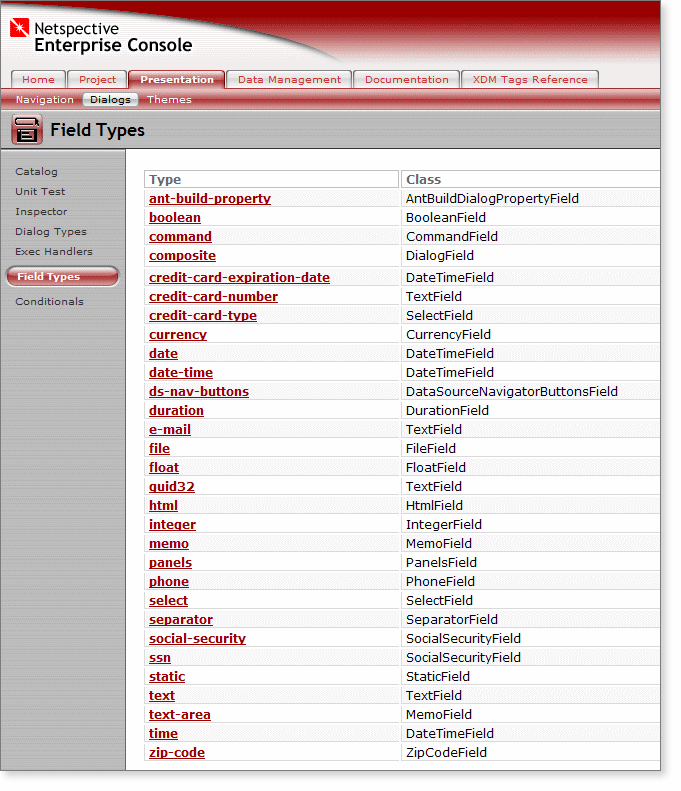 Netspective
Enterprise Console
Home Project Presentation Data Management Documentation XDM Tags Reference
Navigation Dialogs Themes
Field Types
Catalog
Unit Test
Inspector
Dialog Types
Exec Handlers
Field Types
Conditionals
Type Class
ant-build-property AntBuildDialogPropertyField
boolean BooleanField
command CommandField
composite DialogField
credit-card-expiration-date DateTimeField
credit-card-number TextField
credit-card-type SelectField
currency CurrencyField
date DateTimeField
date-time DateTimeField
ds-nav-buttons DataSourceNavigatorButtonsField
duration DurationField
e-mail TextField
file FileField
float FloatField
guid32 TextField
html HtmlField
integer IntegerField
memo MemoField
panels PanelsField
phone PhoneField
select SelectField
separator SeparatorField
social-security SocialSecurityField
ssn SocialSecurityField
static StaticField
text TextField
text-area MemoField
time DateTimeField
zip-code ZipCodeField